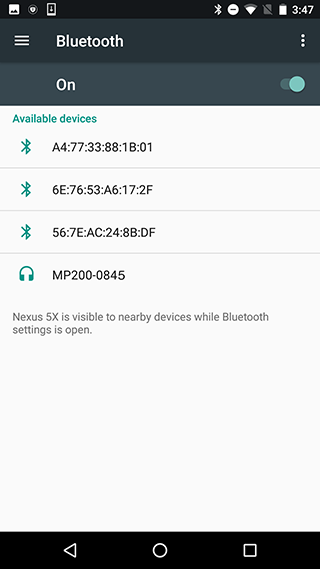 3:47
Bluetooth
On
Available devices
A4:77:33:88:1B:01
6E:76:53:A6:17:2F
56:7E:AC:24:8B:DF
MP200-0845
Nexus 5X is visible to nearby devices while Bluetooth
settings is open.